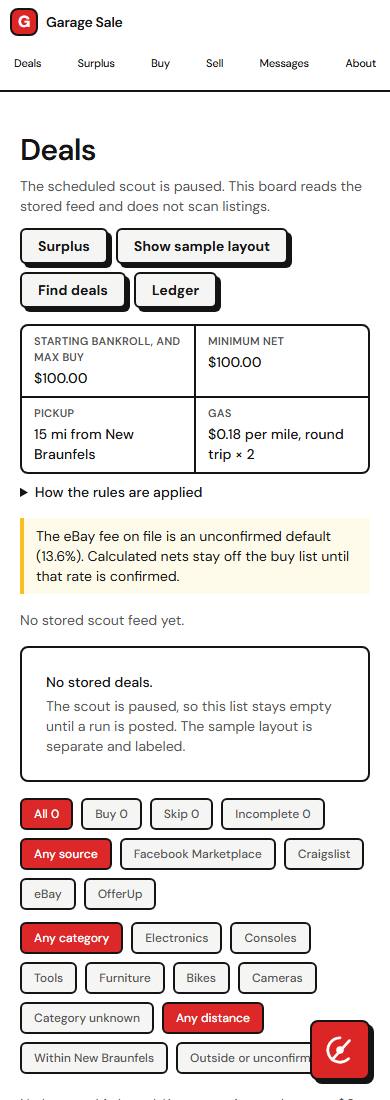 G Garage Sale
Deals Surplus Buy Sell Messages About
Deals
The scheduled scout is paused. This board reads the
stored feed and does not scan listings.
Surplus Show sample layout
Find deals Ledger
STARTING BANKROLL, AND
MAX BUY
$100.00
MINIMUM NET
$100.00
PICKUP
15 mi from New
Braunfels
GAS
$0.18 per mile, round
trip × 2
How the rules are applied
The eBay fee on file is an unconfirmed default
(13.6%). Calculated nets stay off the buy list until
that rate is confirmed.
No stored scout feed yet.
No stored deals.
The scout is paused, so this list stays empty
until a run is posted. The sample layout is
separate and labeled.
All 0 Buy 0 Skip 0 Incomplete 0
Any source Facebook Marketplace Craigslist
eBay OfferUp
Any category Electronics Consoles
Tools Furniture Bikes Cameras
Category unknown Any distance
Within New Braunfels Outside or unconfirm